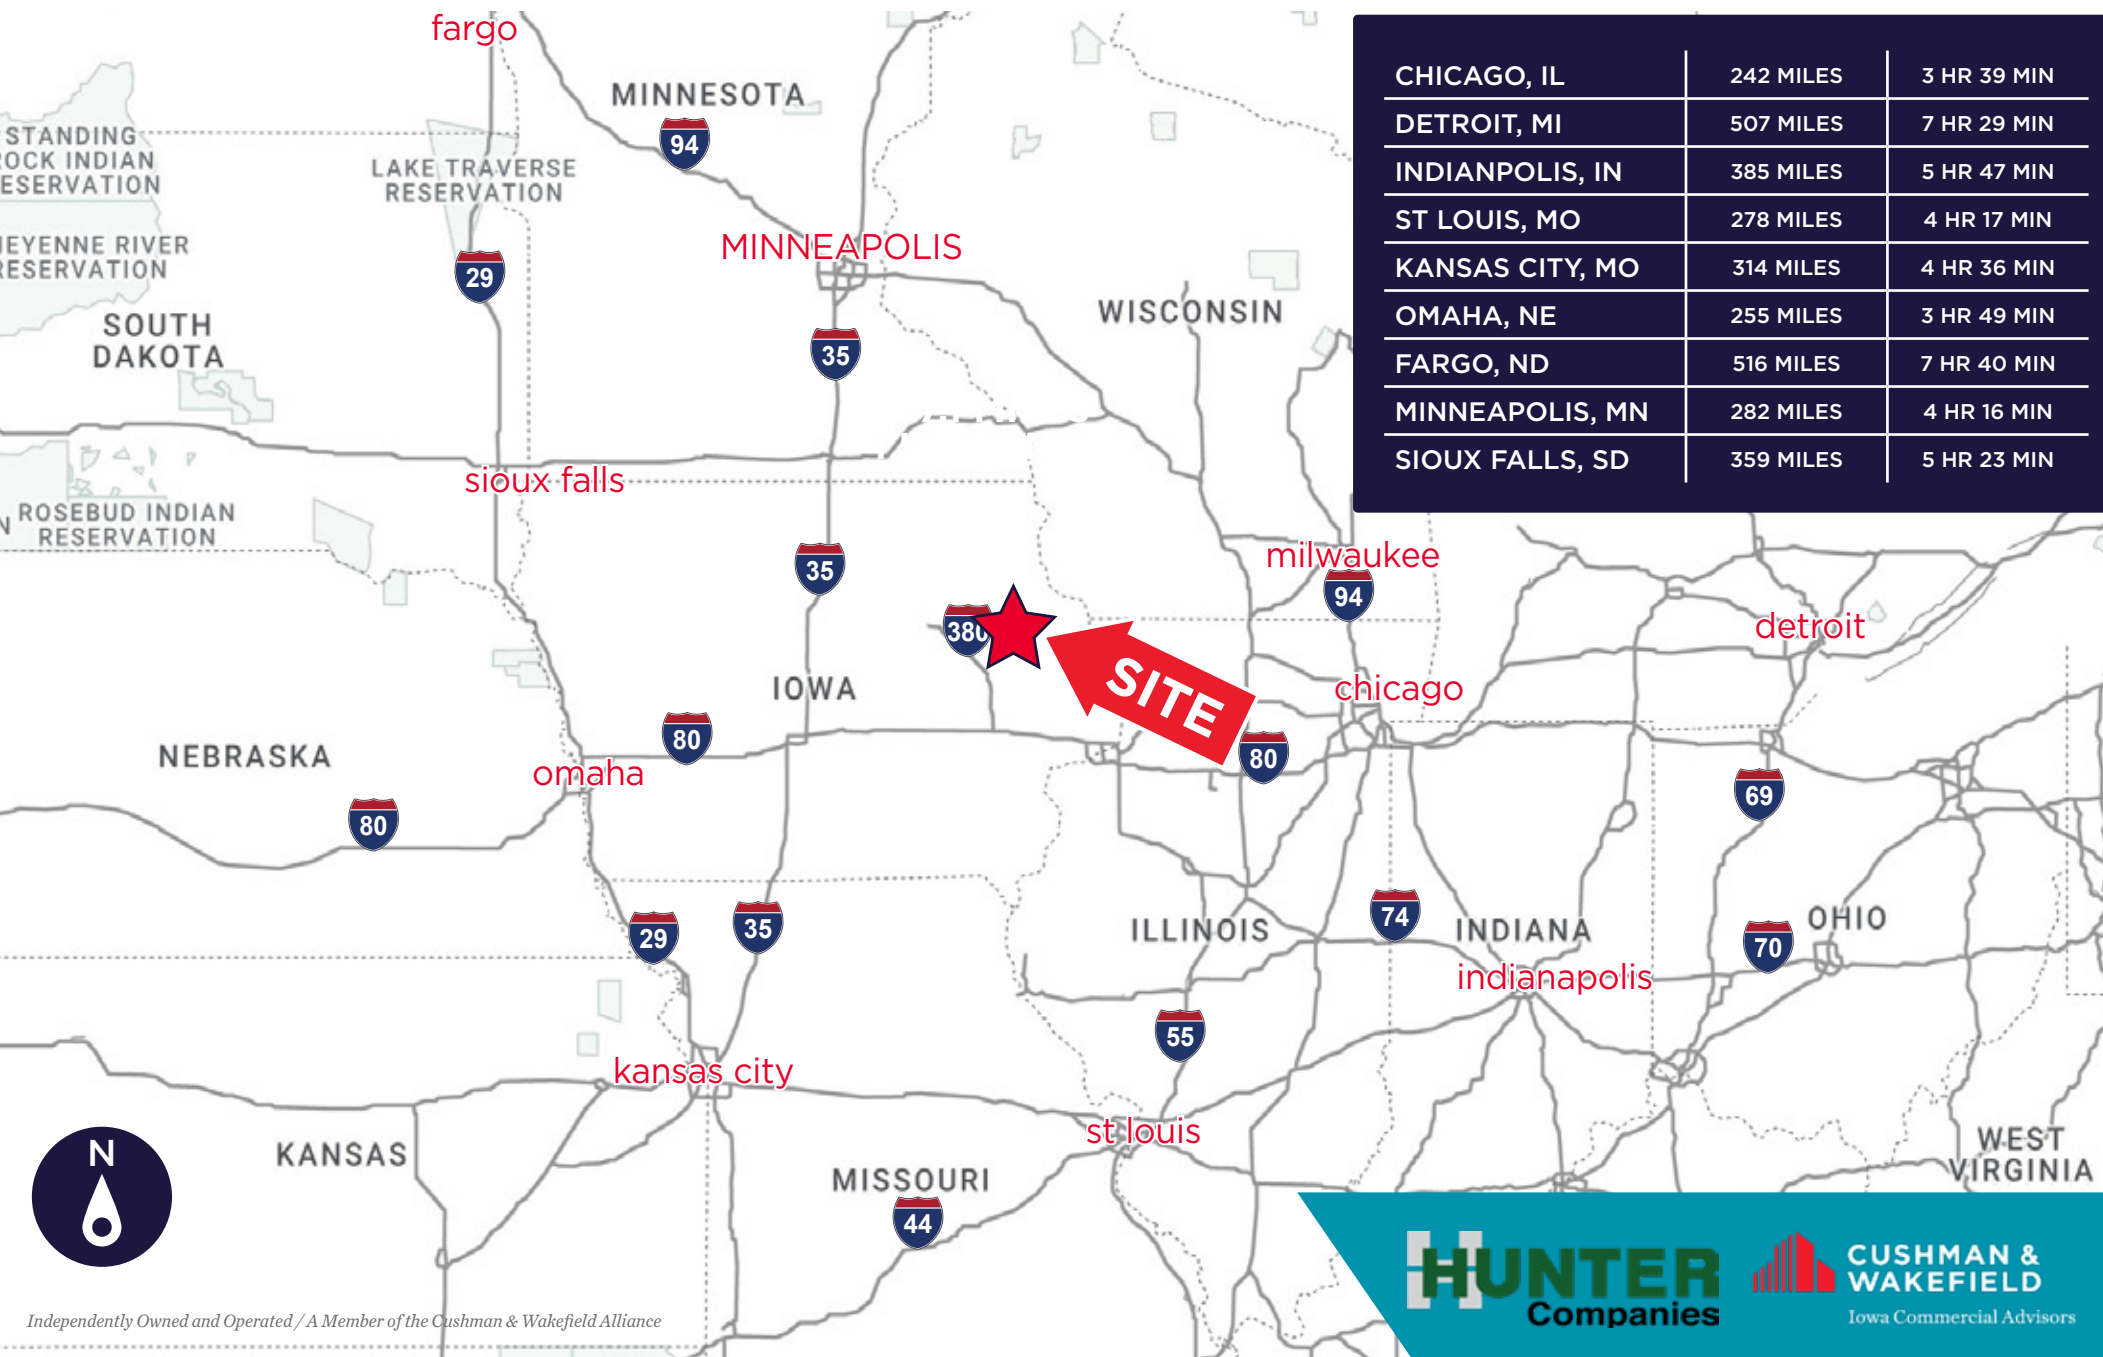 fargo
MINNESOTA
94
STANDING
ROCK INDIAN
ESERVATION
LAKE TRAVERSE
RESERVATION
EYENNE RIVER
RESERVATION
29
MINNEAPOLIS
SOUTH
DAKOTA
35
WISCONSIN
CHICAGO, IL 242 MILES 3 HR 39 MIN
DETROIT, MI 507 MILES 7 HR 29 MIN
INDIANPOLIS, IN 385 MILES 5 HR 47 MIN
ST LOUIS, MO 278 MILES 4 HR 17 MIN
KANSAS CITY, MO 314 MILES 4 HR 36 MIN
OMAHA, NE 255 MILES 3 HR 49 MIN
FARGO, ND 516 MILES 7 HR 40 MIN
MINNEAPOLIS, MN 282 MILES 4 HR 16 MIN
SIOUX FALLS, SD 359 MILES 5 HR 23 MIN
sioux falls
N ROSEBUD INDIAN
RESERVATION
35
milwaukee
94
380
detroit
IOWA
SITE
chicago
80
80
NEBRASKA
omaha
80
69
29
35
ILLINOIS
74
INDIANA
OHIO
70
indianapolis
55
kansas city
st louis
N
KANSAS
MISSOURI
44
WEST
VIRGINIA
HUNTER
Companies
CUSHMAN &
WAKEFIELD
Iowa Commercial Advisors
Independently Owned and Operated / A Member of the Cushman & Wakefield Alliance